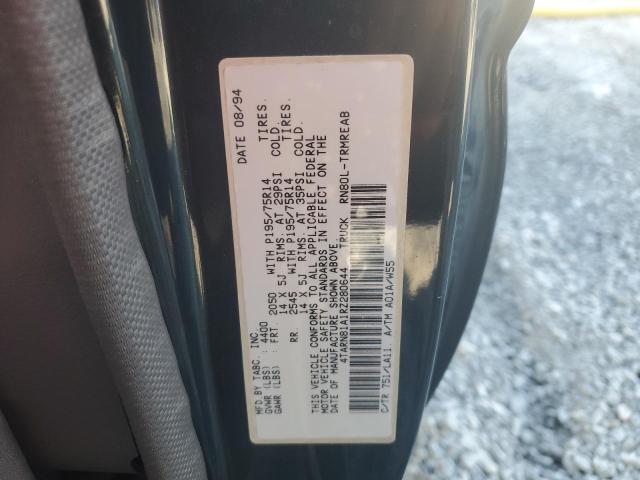 MFD BY TABC, INC. DATE 08/94
GVWR (LBS) : 4400
GAWR (LBS) : FRT. 2050 WITH P195/75R14 TIRES.
14 X 5J RIMS. AT 29PSI COLD.
RR. 2545 WITH P195/75R14 TIRES.
14 X 5J RIMS. AT 35PSI COLD.
THIS VEHICLE CONFORMS TO ALL APPLICABLE FEDERAL
MOTOR VEHICLE SAFETY STANDARDS IN EFFECT ON THE
DATE OF MANUFACTURE SHOWN ABOVE.
4TARN81A1RZ280644 TRUCK RN80L-TRMREAB
C/TR 751/LA11. A/TM A01A/W55